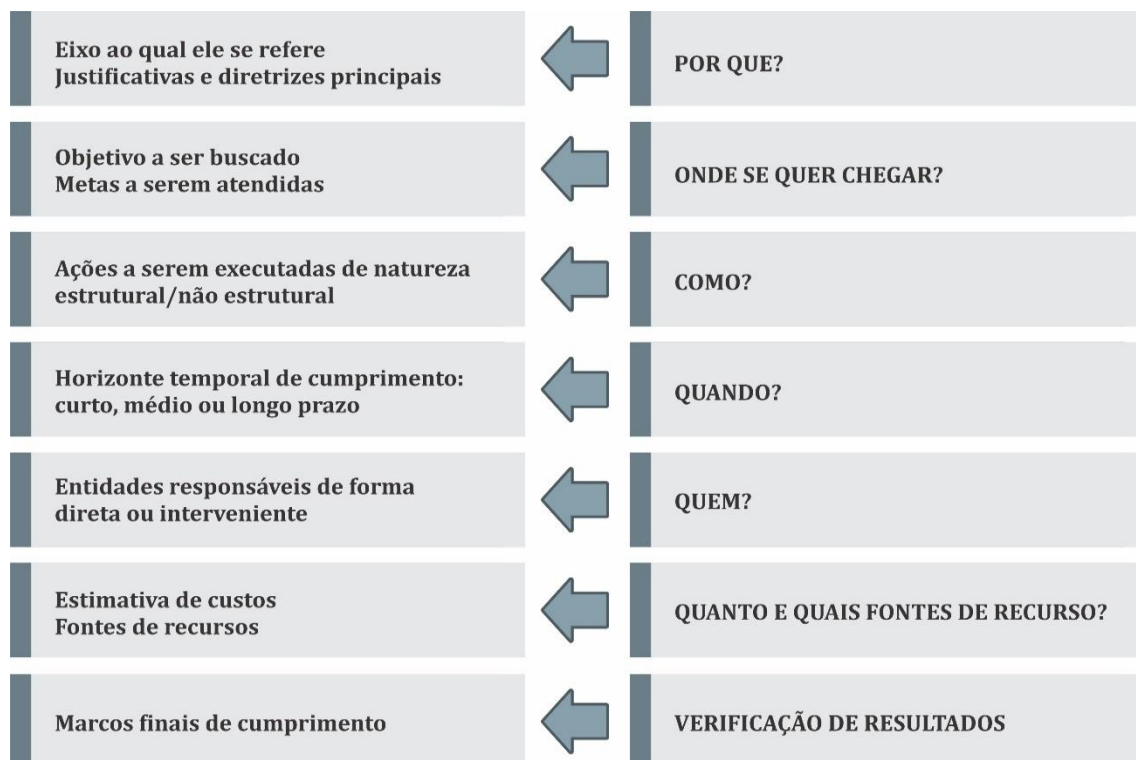 Eixo ao qual ele se refere
Justificativas e diretrizes principais
POR QUE?
Objetivo a ser buscado
Metas a serem atendidas
ONDE SE QUER CHEGAR?
Ações a serem executadas de natureza
estrutural/não estrutural
COMO?
Horizonte temporal de cumprimento:
curto, médio ou longo prazo
QUANDO?
Entidades responsáveis de forma
direta ou interveniente
QUEM?
Estimativa de custos
Fontes de recursos
QUANTO E QUAIS FONTES DE RECURSO?
Marcos finais de cumprimento
VERIFICAÇÃO DE RESULTADOS